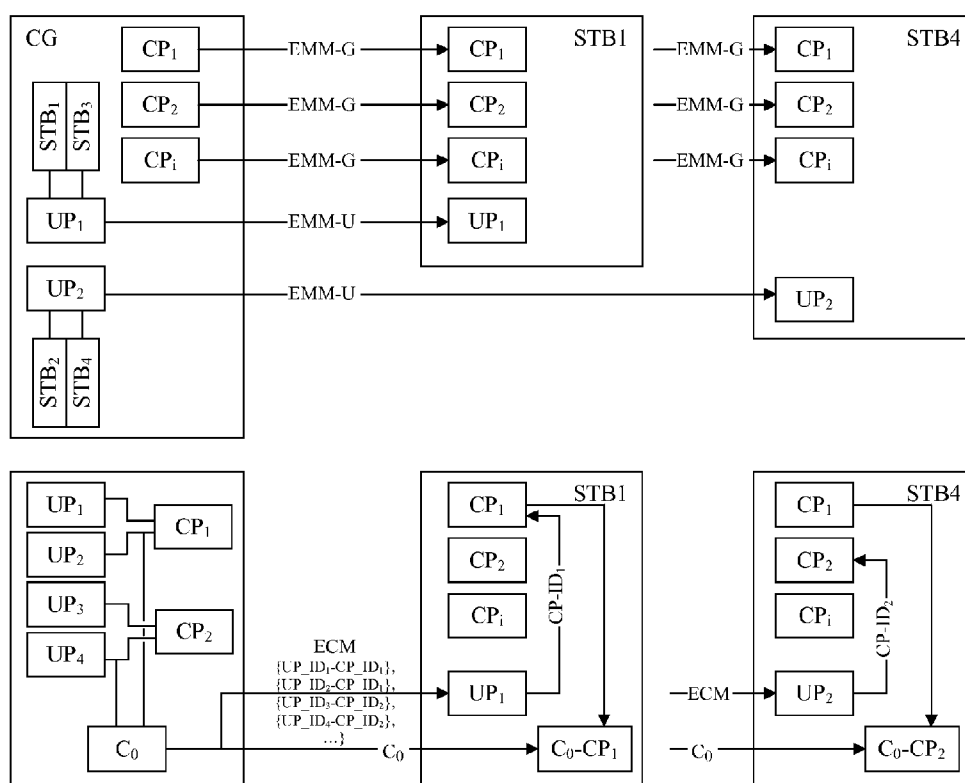 CG
STB₁
STB₃
UP₁
UP₂
STB₂
STB₄
CP₁
CP₂
CPᵢ
EMM-G
EMM-G
EMM-G
EMM-U
EMM-U
STB1
CP₁
CP₂
CPᵢ
UP₁
EMM-G
EMM-G
EMM-G
STB4
CP₁
CP₂
CPᵢ
UP₂
UP₁
UP₂
UP₃
UP₄
CP₁
CP₂
C₀
ECM
{UP_ID₁-CP_ID₁},
{UP_ID₂-CP_ID₁},
{UP_ID₃-CP_ID₂},
{UP_ID₄-CP_ID₂},
...}
C₀
STB1
CP₁
CP₂
CPᵢ
UP₁
CP-ID₁
C₀-CP₁
ECM
C₀
STB4
CP₁
CP₂
CPᵢ
UP₂
CP-ID₂
C₀-CP₂